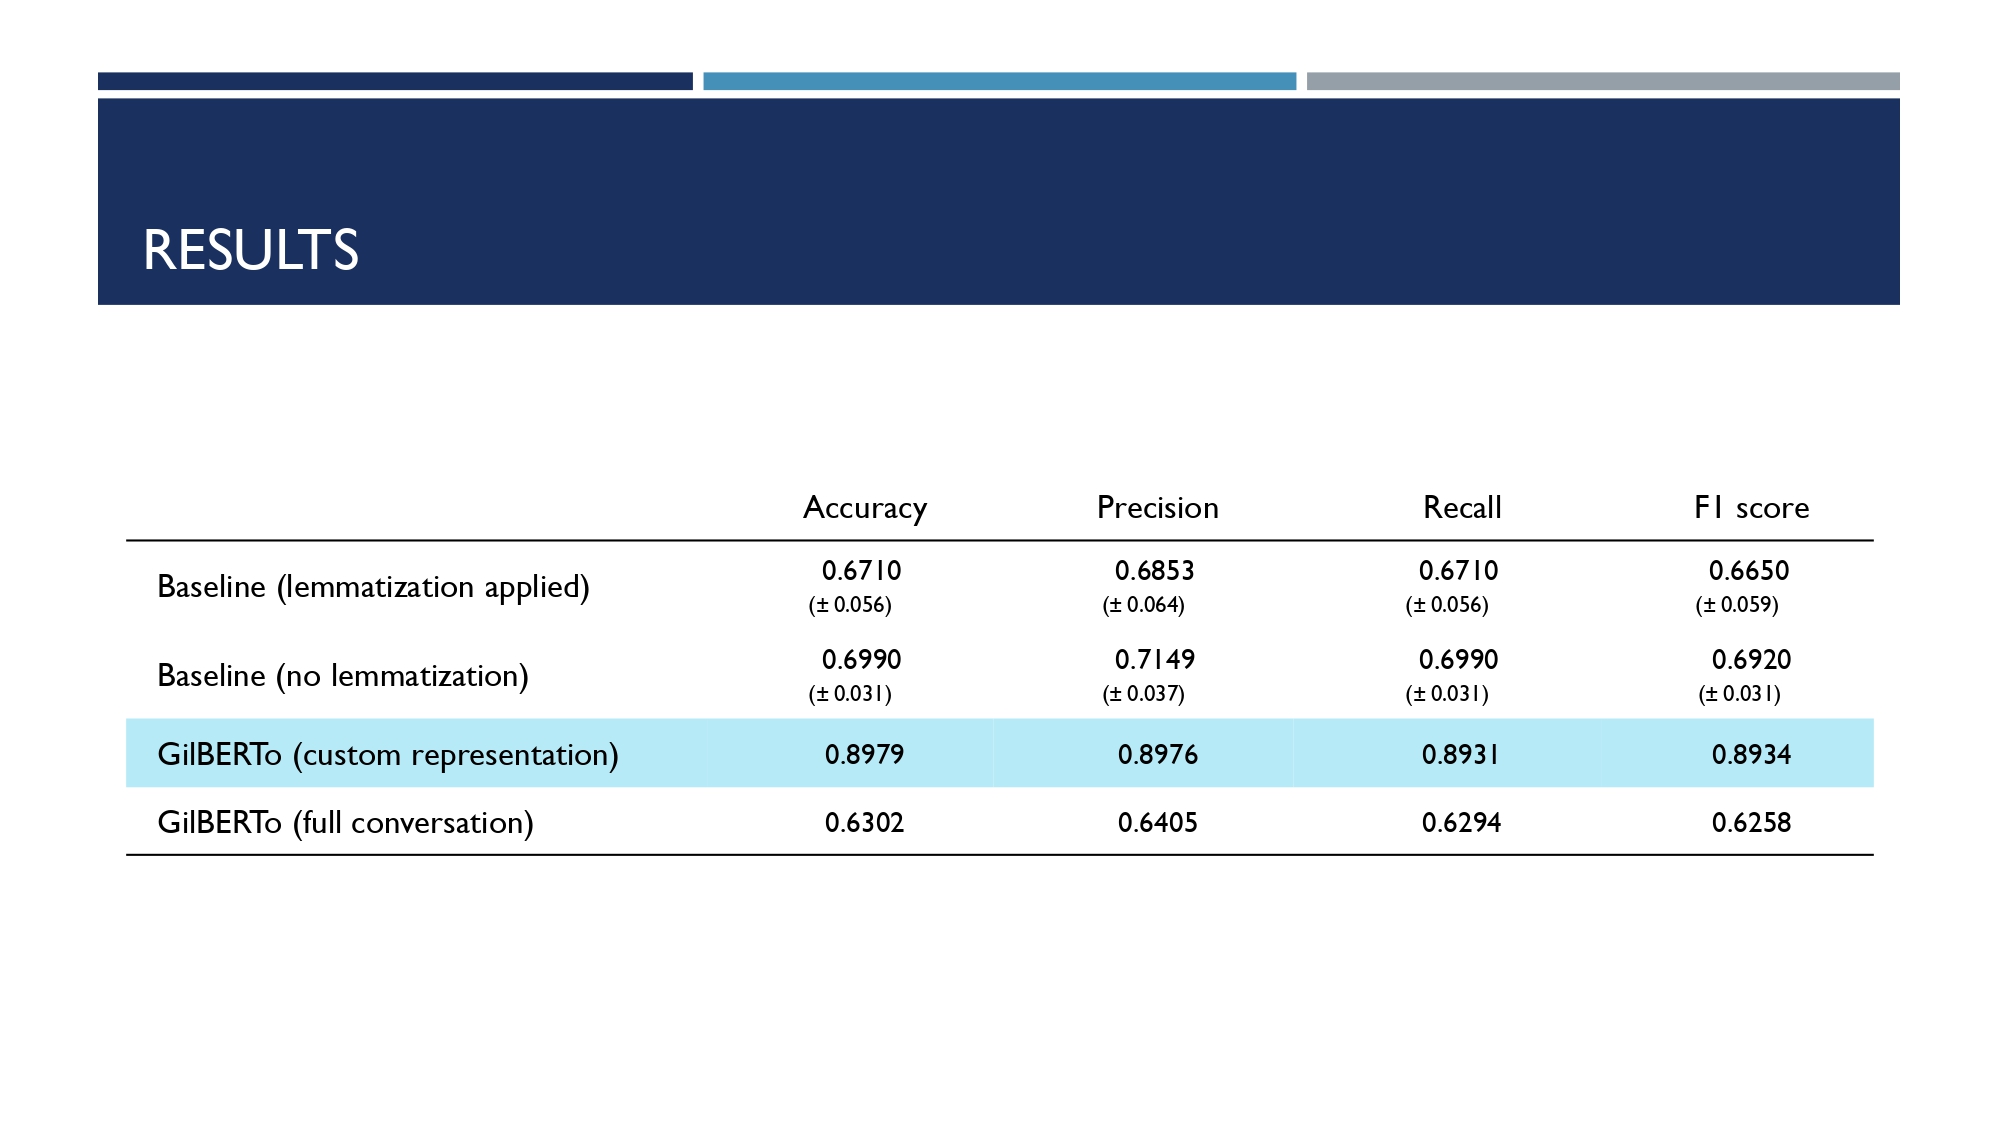 RESULTS
Accuracy Precision Recall F1 score
Baseline (lemmatization applied) 0.6710 0.6853 0.6710 0.6650
(± 0.056) (± 0.064) (± 0.056) (± 0.059)
Baseline (no lemmatization) 0.6990 0.7149 0.6990 0.6920
(± 0.031) (± 0.037) (± 0.031) (± 0.031)
GilBERTo (custom representation) 0.8979 0.8976 0.8931 0.8934
GilBERTo (full conversation) 0.6302 0.6405 0.6294 0.6258